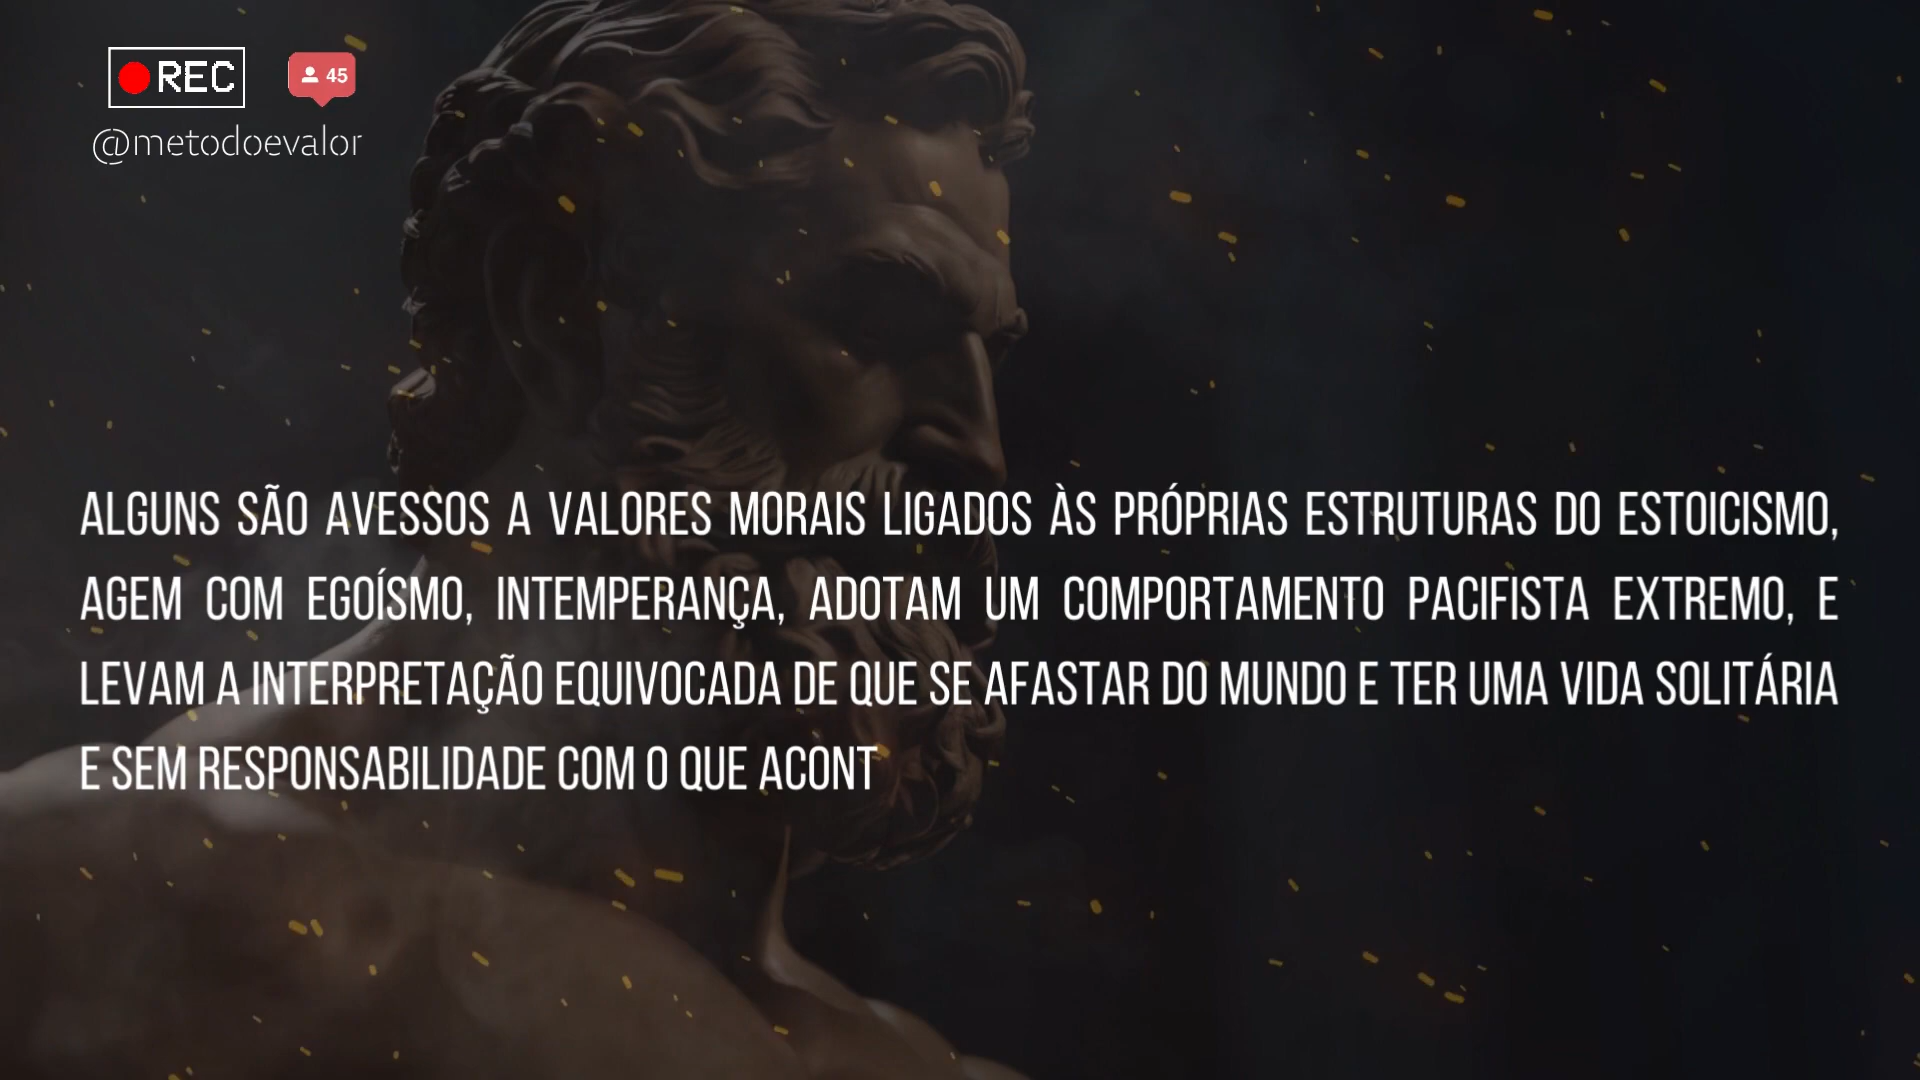 REC
45
@metodoevalor
ALGUNS SÃO AVESSOS A VALORES MORAIS LIGADOS ÀS PRÓPRIAS ESTRUTURAS DO ESTOICISMO,
AGEM COM EGOÍSMO, INTEMPERANÇA, ADOTAM UM COMPORTAMENTO PACIFISTA EXTREMO, E
LEVAM A INTERPRETAÇÃO EQUIVOCADA DE QUE SE AFASTAR DO MUNDO E TER UMA VIDA SOLITÁRIA
E SEM RESPONSABILIDADE COM O QUE ACONT